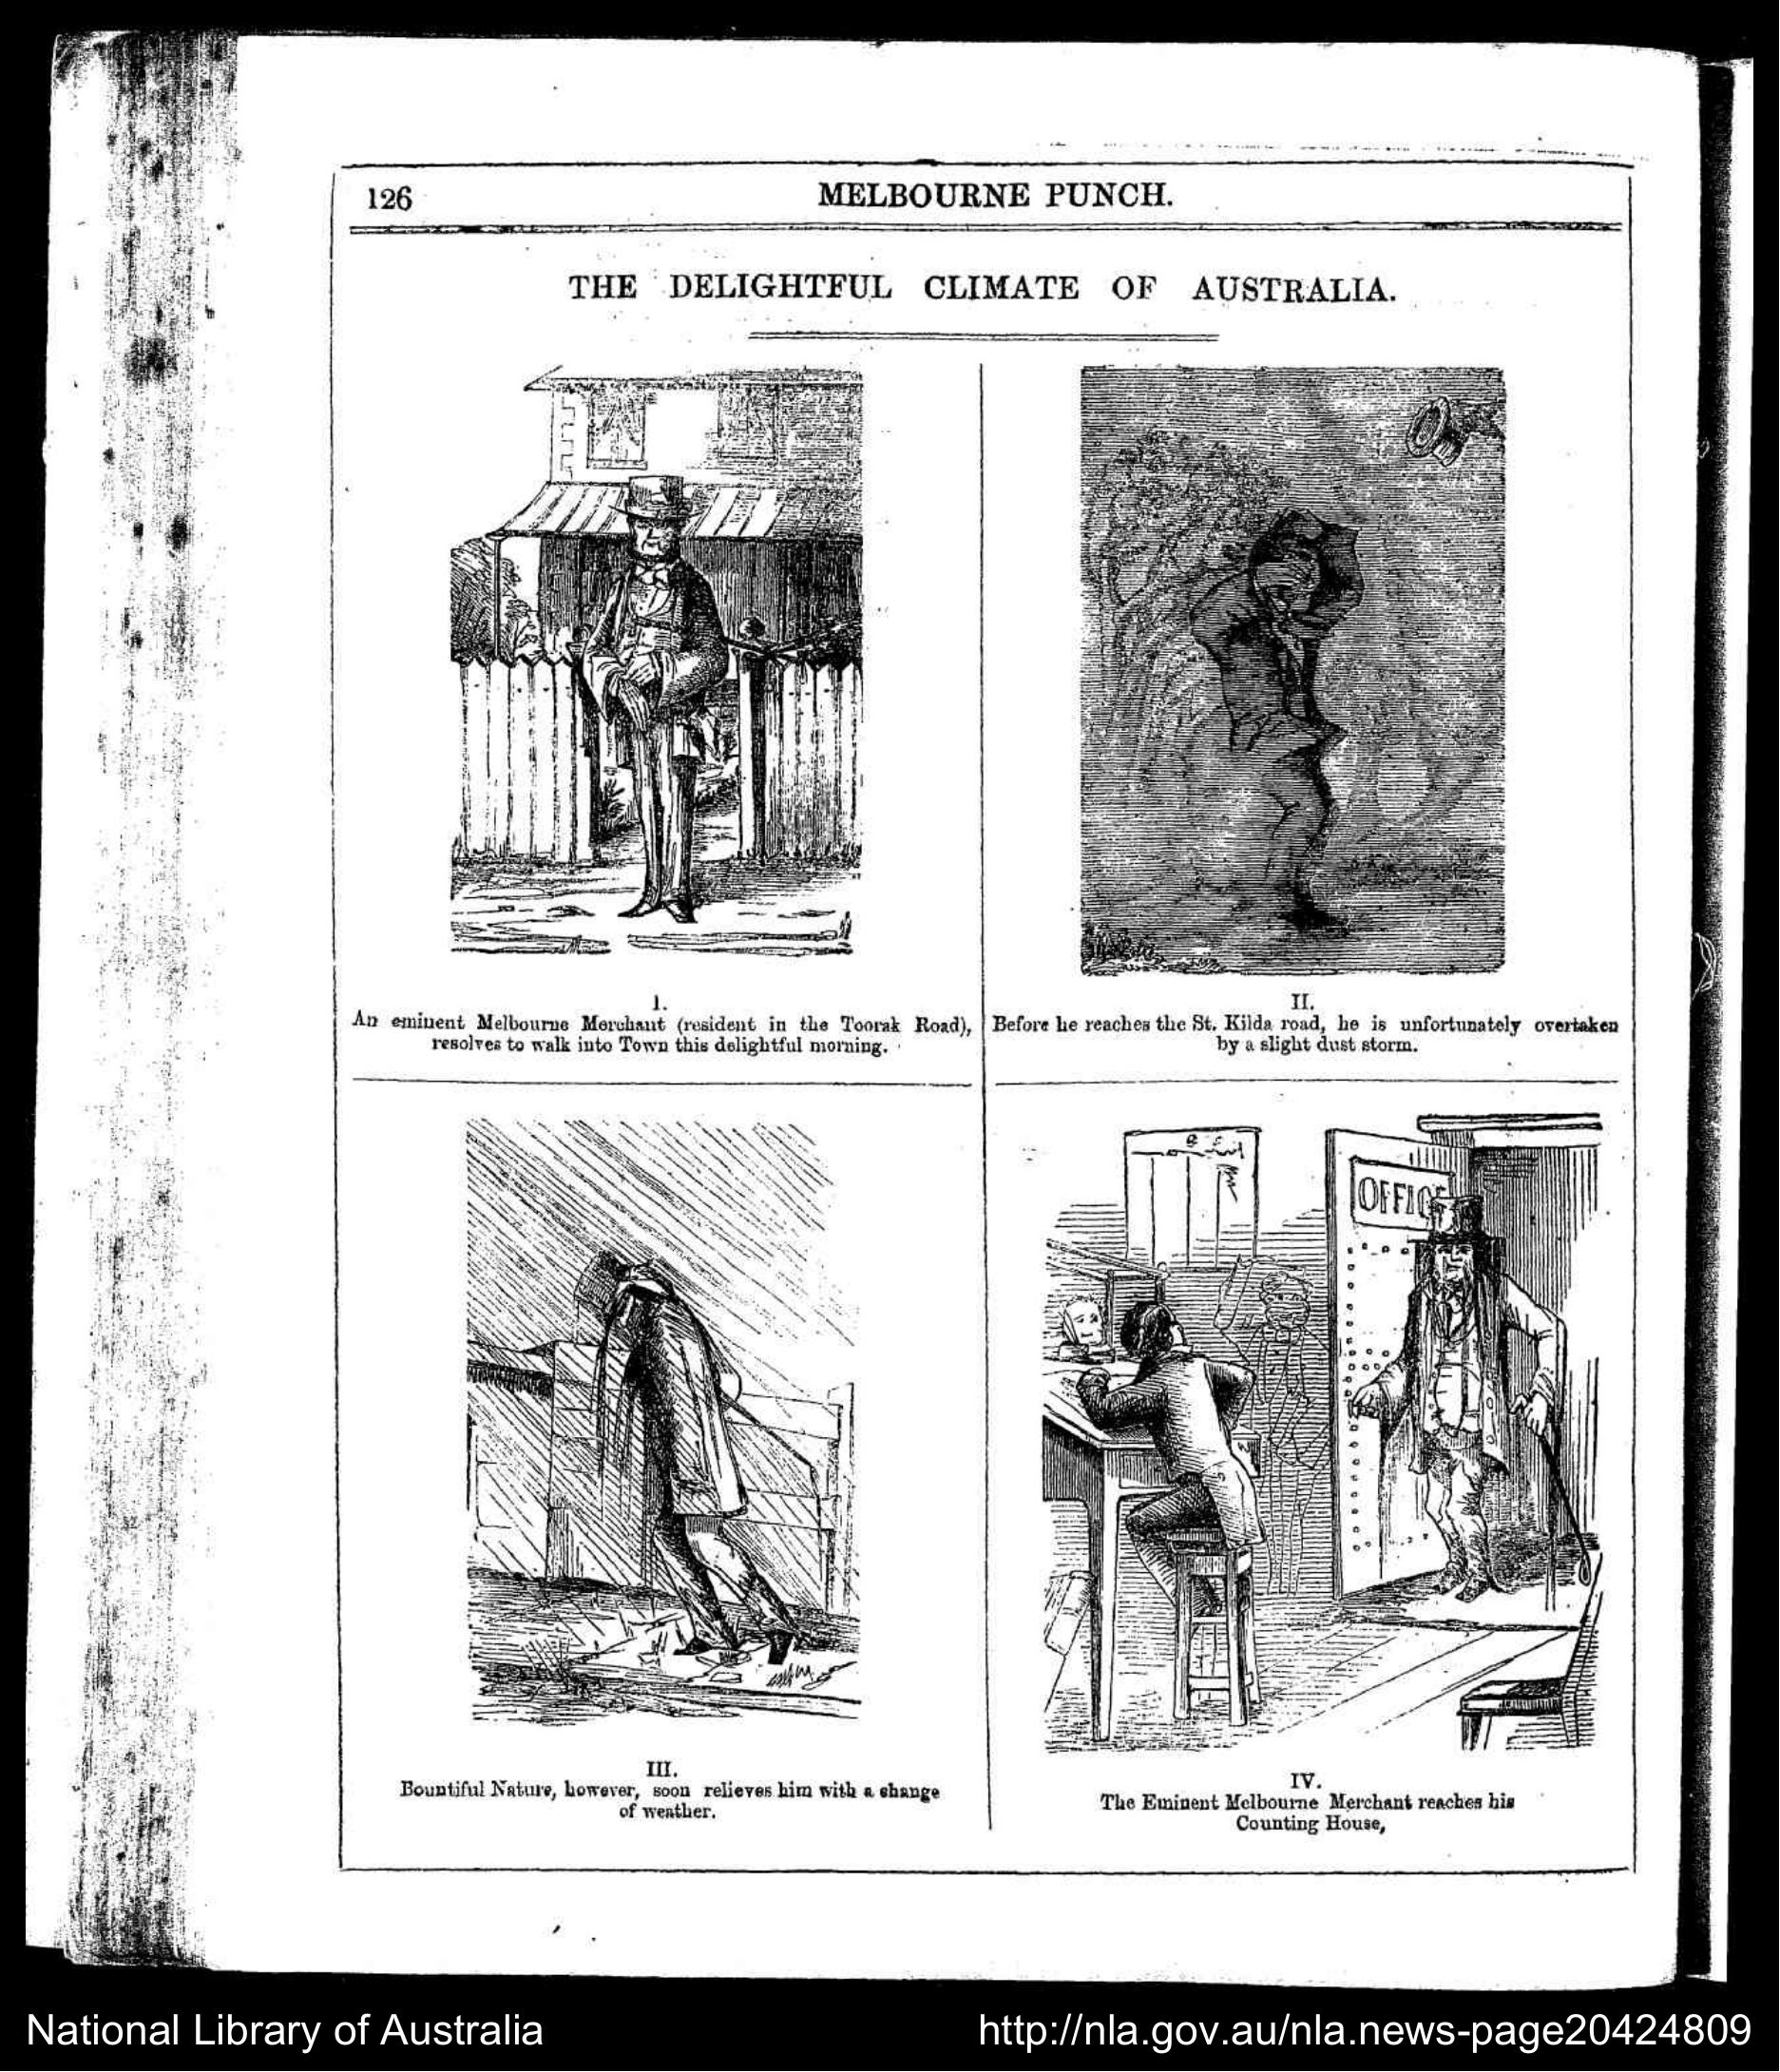 126
MELBOURNE PUNCH.
THE DELIGHTFUL CLIMATE OF AUSTRALIA.
I.
An eminent Melbourne Merchant (resident in the Toorak Road),
resolves to walk into Town this delightful morning.
II.
Before he reaches the St. Kilda road, he is unfortunately overtaken
by a slight dust storm.
OFFIC
III.
Bountiful Nature, however, soon relieves him with a change
of weather.
IV.
The Eminent Melbourne Merchant reaches his
Counting House,
National Library of Australia
http://nla.gov.au/nla.news-page20424809